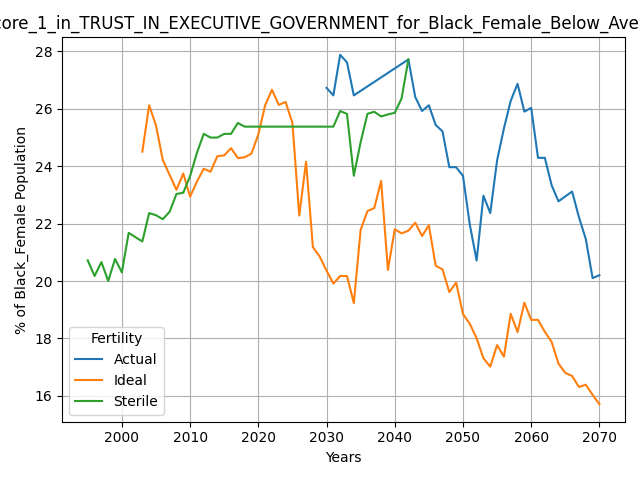 core_1_in_TRUST_IN_EXECUTIVE_GOVERNMENT_for_Black_Female_Below_Ave
28
26
24
22
20
18
16
% of Black_Female Population
Fertility
Actual
Ideal
Sterile
2000 2010 2020 2030 2040 2050 2060 2070
Years